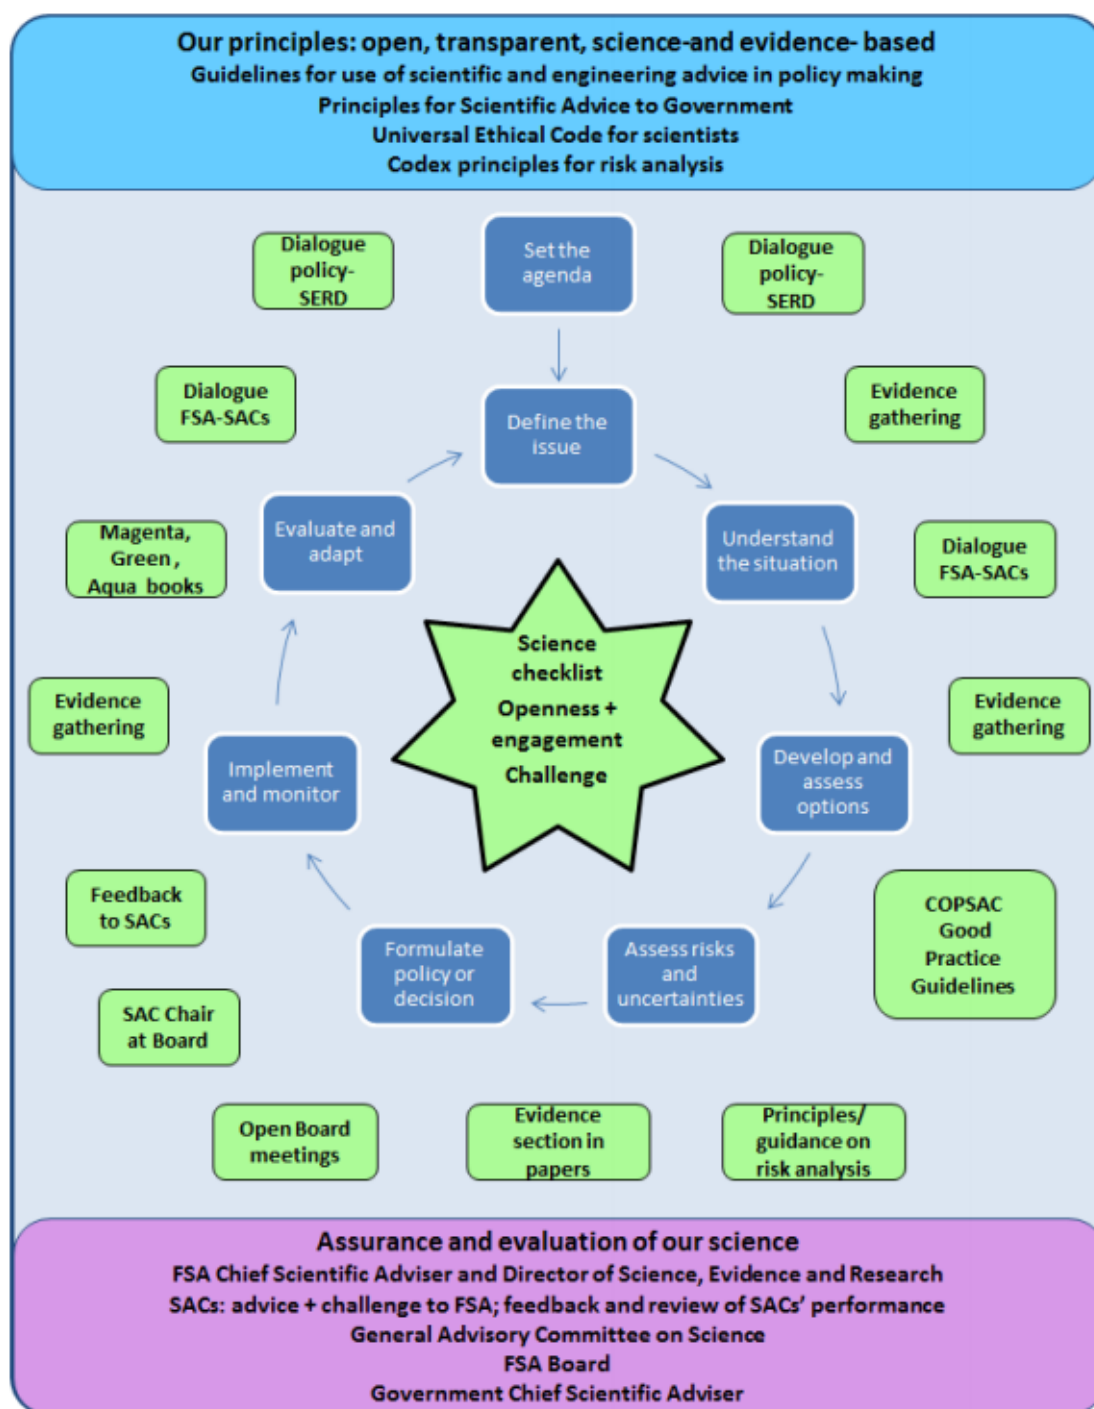 Our principles: open, transparent, science-and evidence- based
Guidelines for use of scientific and engineering advice in policy making
Principles for Scientific Advice to Government
Universal Ethical Code for scientists
Codex principles for risk analysis
Dialogue
policy-
SERD
Set the
agenda
Dialogue
policy-
SERD
Dialogue
FSA-SACs
Define the
issue
Evidence
gathering
Magenta,
Green ,
Aqua books
Evaluate and
adapt
Understand
the situation
Dialogue
FSA-SACs
Science
checklist
Openness +
engagement
Challenge
Evidence
gathering
Implement
and monitor
Develop and
assess
options
Evidence
gathering
Feedback
to SACs
Formulate
policy or
decision
Assess risks
and
uncertainties
COPSAC
Good
Practice
Guidelines
SAC Chair
at Board
Open Board
meetings
Evidence
section in
papers
Principles/
guidance on
risk analysis
Assurance and evaluation of our science
FSA Chief Scientific Adviser and Director of Science, Evidence and Research
SACs: advice + challenge to FSA; feedback and review of SACs' performance
General Advisory Committee on Science
FSA Board
Government Chief Scientific Adviser